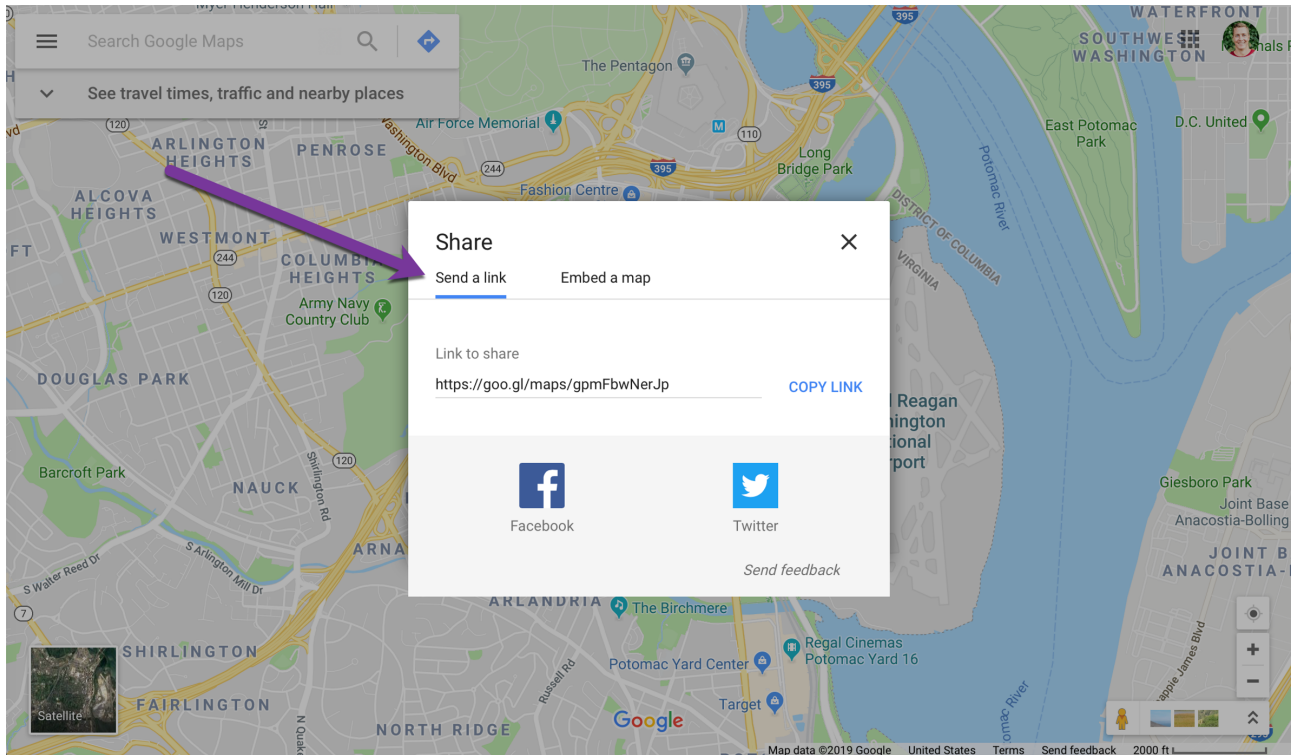 Myer Henderson Hall
Search Google Maps
See travel times, traffic and nearby places
WATERFRONT
SOUTHWEST
WASHINGTON
395
The Pentagon
395
Air Force Memorial
Washington Blvd
M
110
Long
Bridge Park
East Potomac
Park
D.C. United
Potomac River
120
ARLINGTON
HEIGHTS
PENROSE
244
395
Fashion Centre
ALCOVA
HEIGHTS
WESTMONT
244
COLUMBIA
HEIGHTS
120
Army Navy
Country Club
DISTRICT OF COLUMBIA
VIRGINIA
Share
Send a link
Embed a map
Link to share
https://goo.gl/maps/gpmFbwNerJp
COPY LINK
Facebook
Twitter
Send feedback
DOUGLAS PARK
Reagan
Barcroft Park
120
Shirlington Rd
NAUCK
S Arlington Mill Dr
S Walter Reed Dr
ARNA
Giesboro Park
Joint Base
Anacostia-Bolling
JOINT B
ANACOSTIA-
7
ARLANDRIA
The Birchmere
Regal Cinemas
Potomac Yard 16
SHIRLINGTON
Potomac Yard Center
Russell Rd
Target
Satellite
FAIRLINGTON
NORTH RIDGE
Google
Map data ©2019 Google United States Terms Send feedback 2000 ft